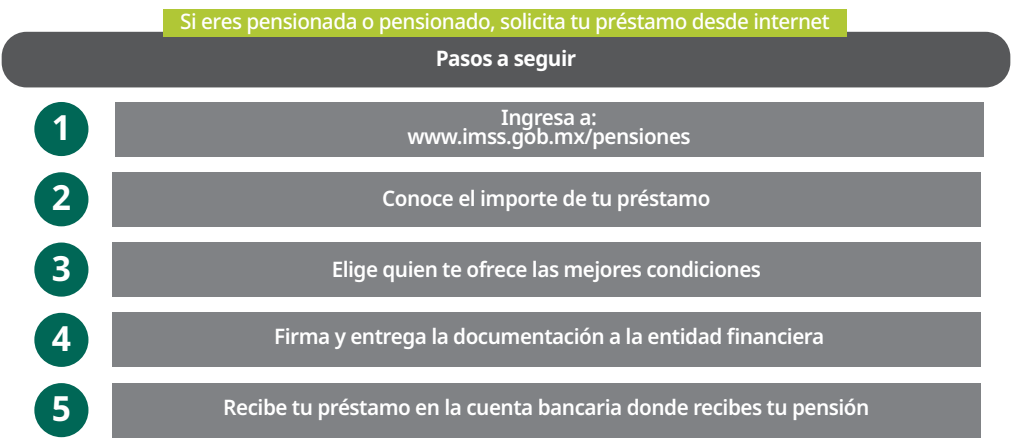 Si eres pensionada o pensionado, solicita tu préstamo desde internet
Pasos a seguir
1
Ingresa a:
www.imss.gob.mx/pensiones
2
Conoce el importe de tu préstamo
3
Elige quien te ofrece las mejores condiciones
4
Firma y entrega la documentación a la entidad financiera
5
Recibe tu préstamo en la cuenta bancaria donde recibes tu pensión